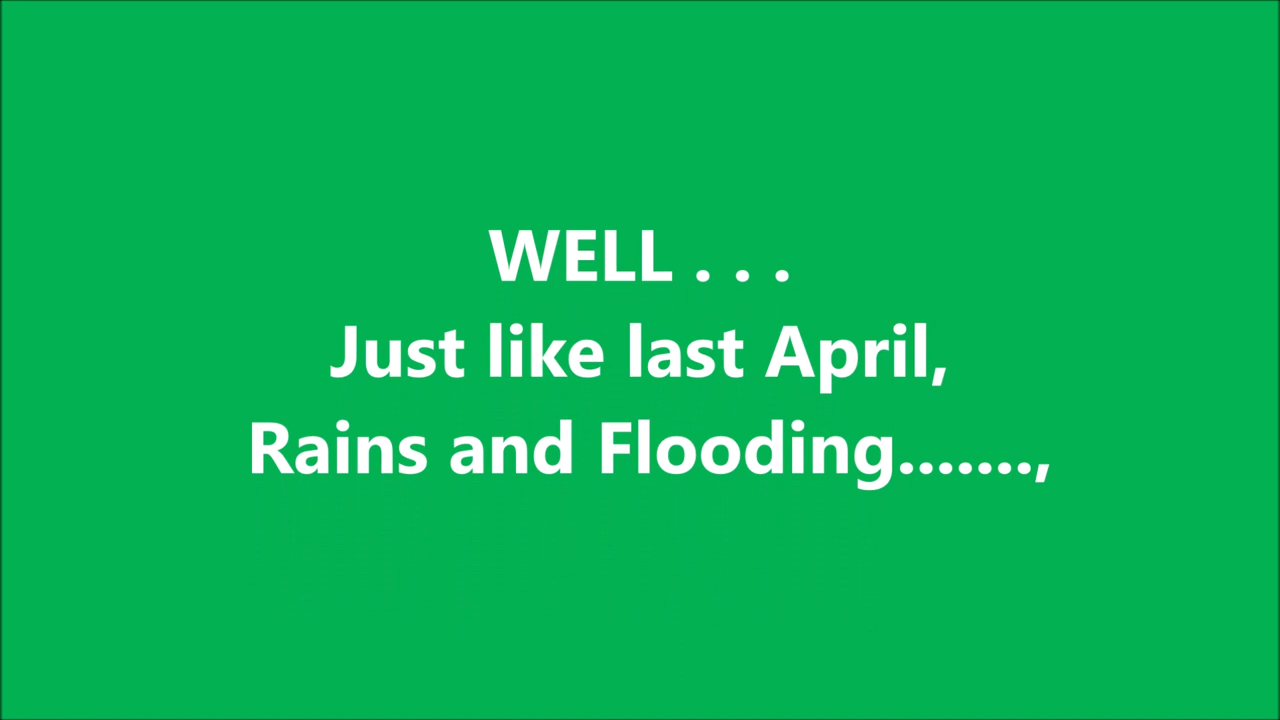 WELL . . .
Just like last April,
Rains and Flooding.......,